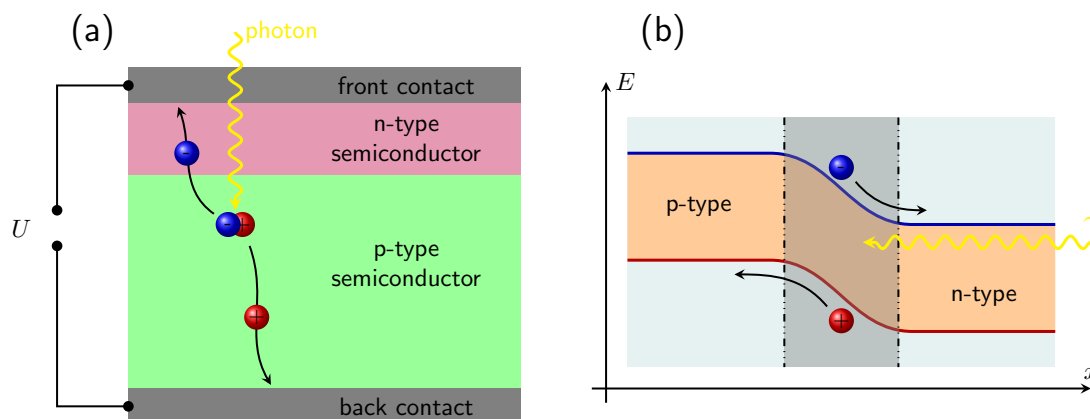 (a)
photon
front contact
n-type
semiconductor
-
-
+
U
p-type
semiconductor
+
back contact
(b)
E
-
p-type
n-type
+
x